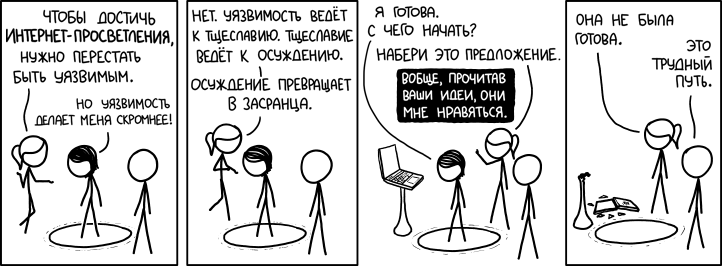 ЧТОБЫ ДОСТИЧЬ
ИНТЕРНЕТ-ПРОСВЕТЛЕНИЯ,
НУЖНО ПЕРЕСТАТЬ
БЫТЬ УЯЗВИМЫМ.
НО УЯЗВИМОСТЬ
ДЕЛАЕТ МЕНЯ СКРОМНЕЕ!
НЕТ. УЯЗВИМОСТЬ ВЕДЁТ
К ТЩЕСЛАВИЮ. ТЩЕСЛАВИЕ
ВЕДЁТ К ОСУЖДЕНИЮ.
ОСУЖДЕНИЕ ПРЕВРАЩАЕТ
В ЗАСРАНЦА.
Я ГОТОВА.
С ЧЕГО НАЧАТЬ?
НАБЕРИ ЭТО ПРЕДЛОЖЕНИЕ.
ВОБЩЕ, ПРОЧИТАВ
ВАШИ ИДЕИ, ОНИ
МНЕ НРАВЯТЬСЯ.
ОНА НЕ БЫЛА
ГОТОВА.
ЭТО
ТРУДНЫЙ
ПУТЬ.